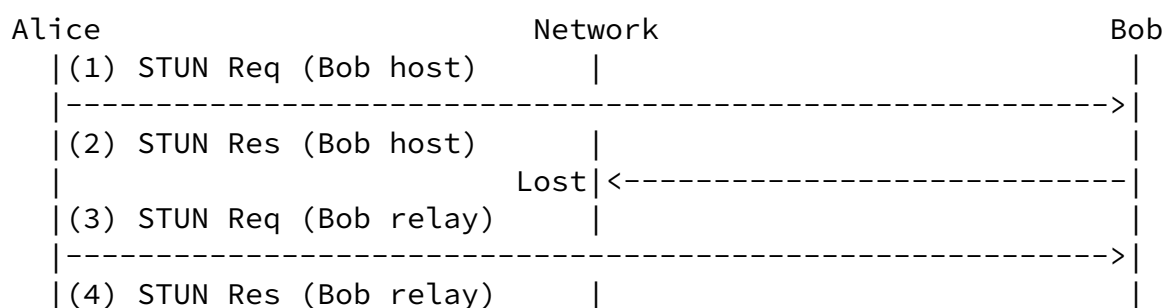 Alice                        Network                         Bob
  |(1) STUN Req (Bob host)      |                             |
  |---------------------------------------------------------->|
  |(2) STUN Res (Bob host)      |                             |
  |                         Lost|<----------------------------|
  |(3) STUN Req (Bob relay)     |                             |
  |---------------------------------------------------------->|
  |(4) STUN Res (Bob relay)     |                             |